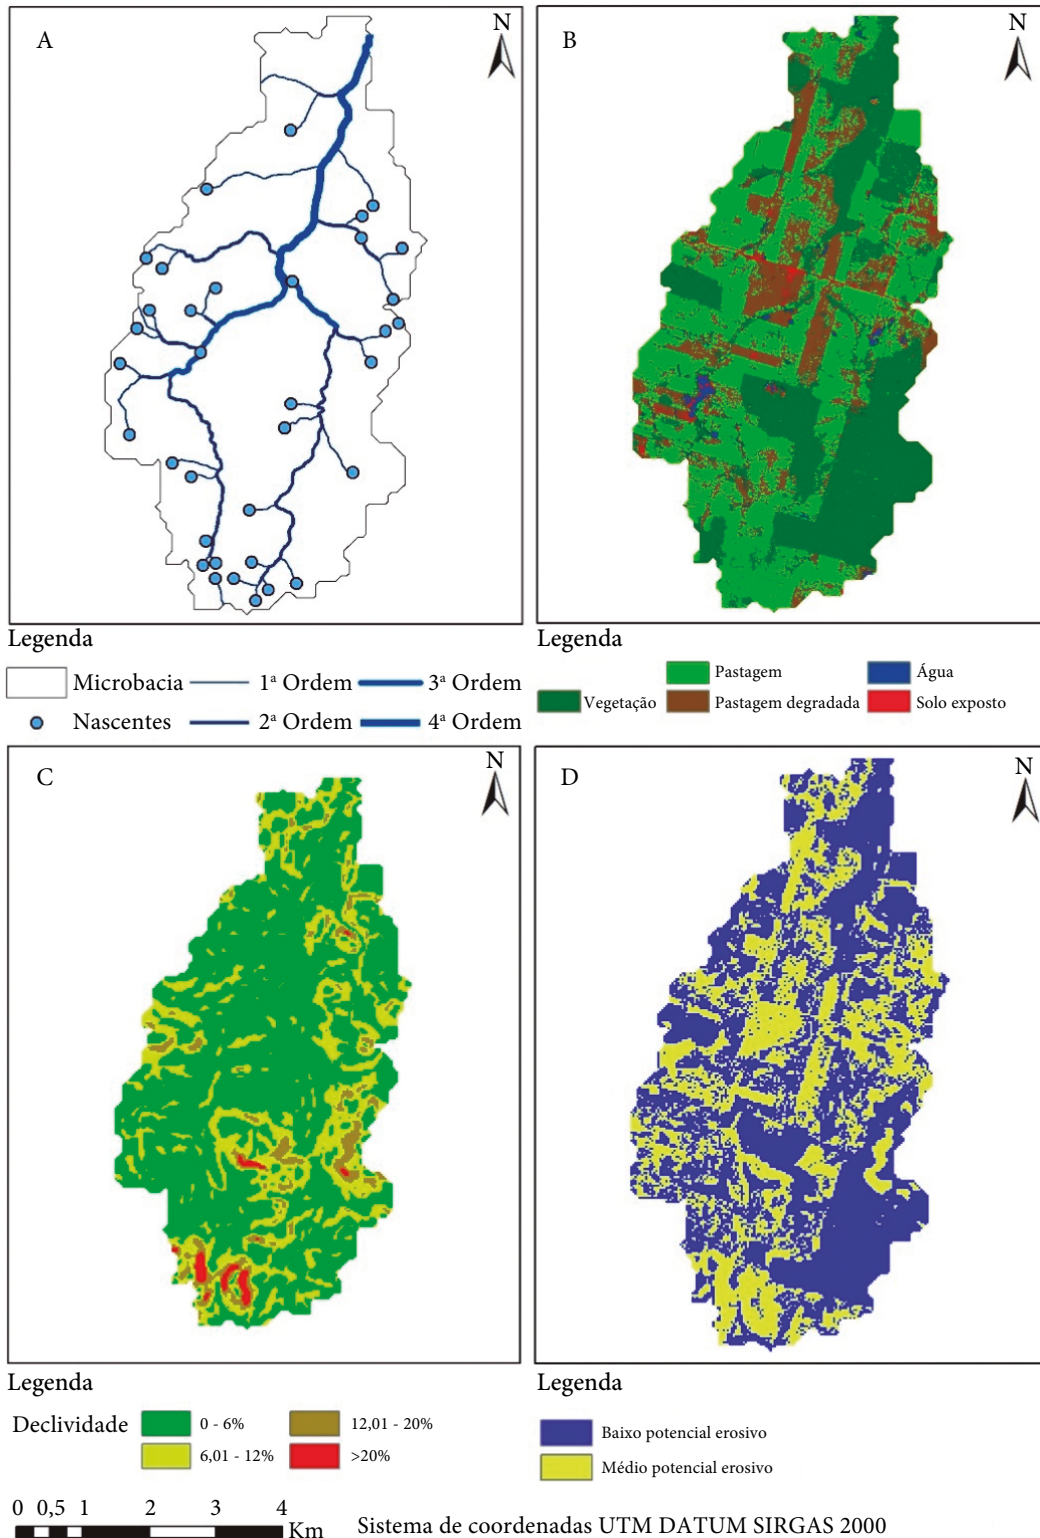 A
N
B
N
Legenda
Microbacia
1ª Ordem
3ª Ordem
Nascentes
2ª Ordem
4ª Ordem
Legenda
Pastagem
Água
Vegetação
Pastagem degradada
Solo exposto
C
N
D
N
Legenda
Declividade
0 - 6%
12,01 - 20%
6,01 - 12%
>20%
Legenda
Baixo potencial erosivo
Médio potencial erosivo
0 0,5 1 2 3 4
Km
Sistema de coordenadas UTM DATUM SIRGAS 2000